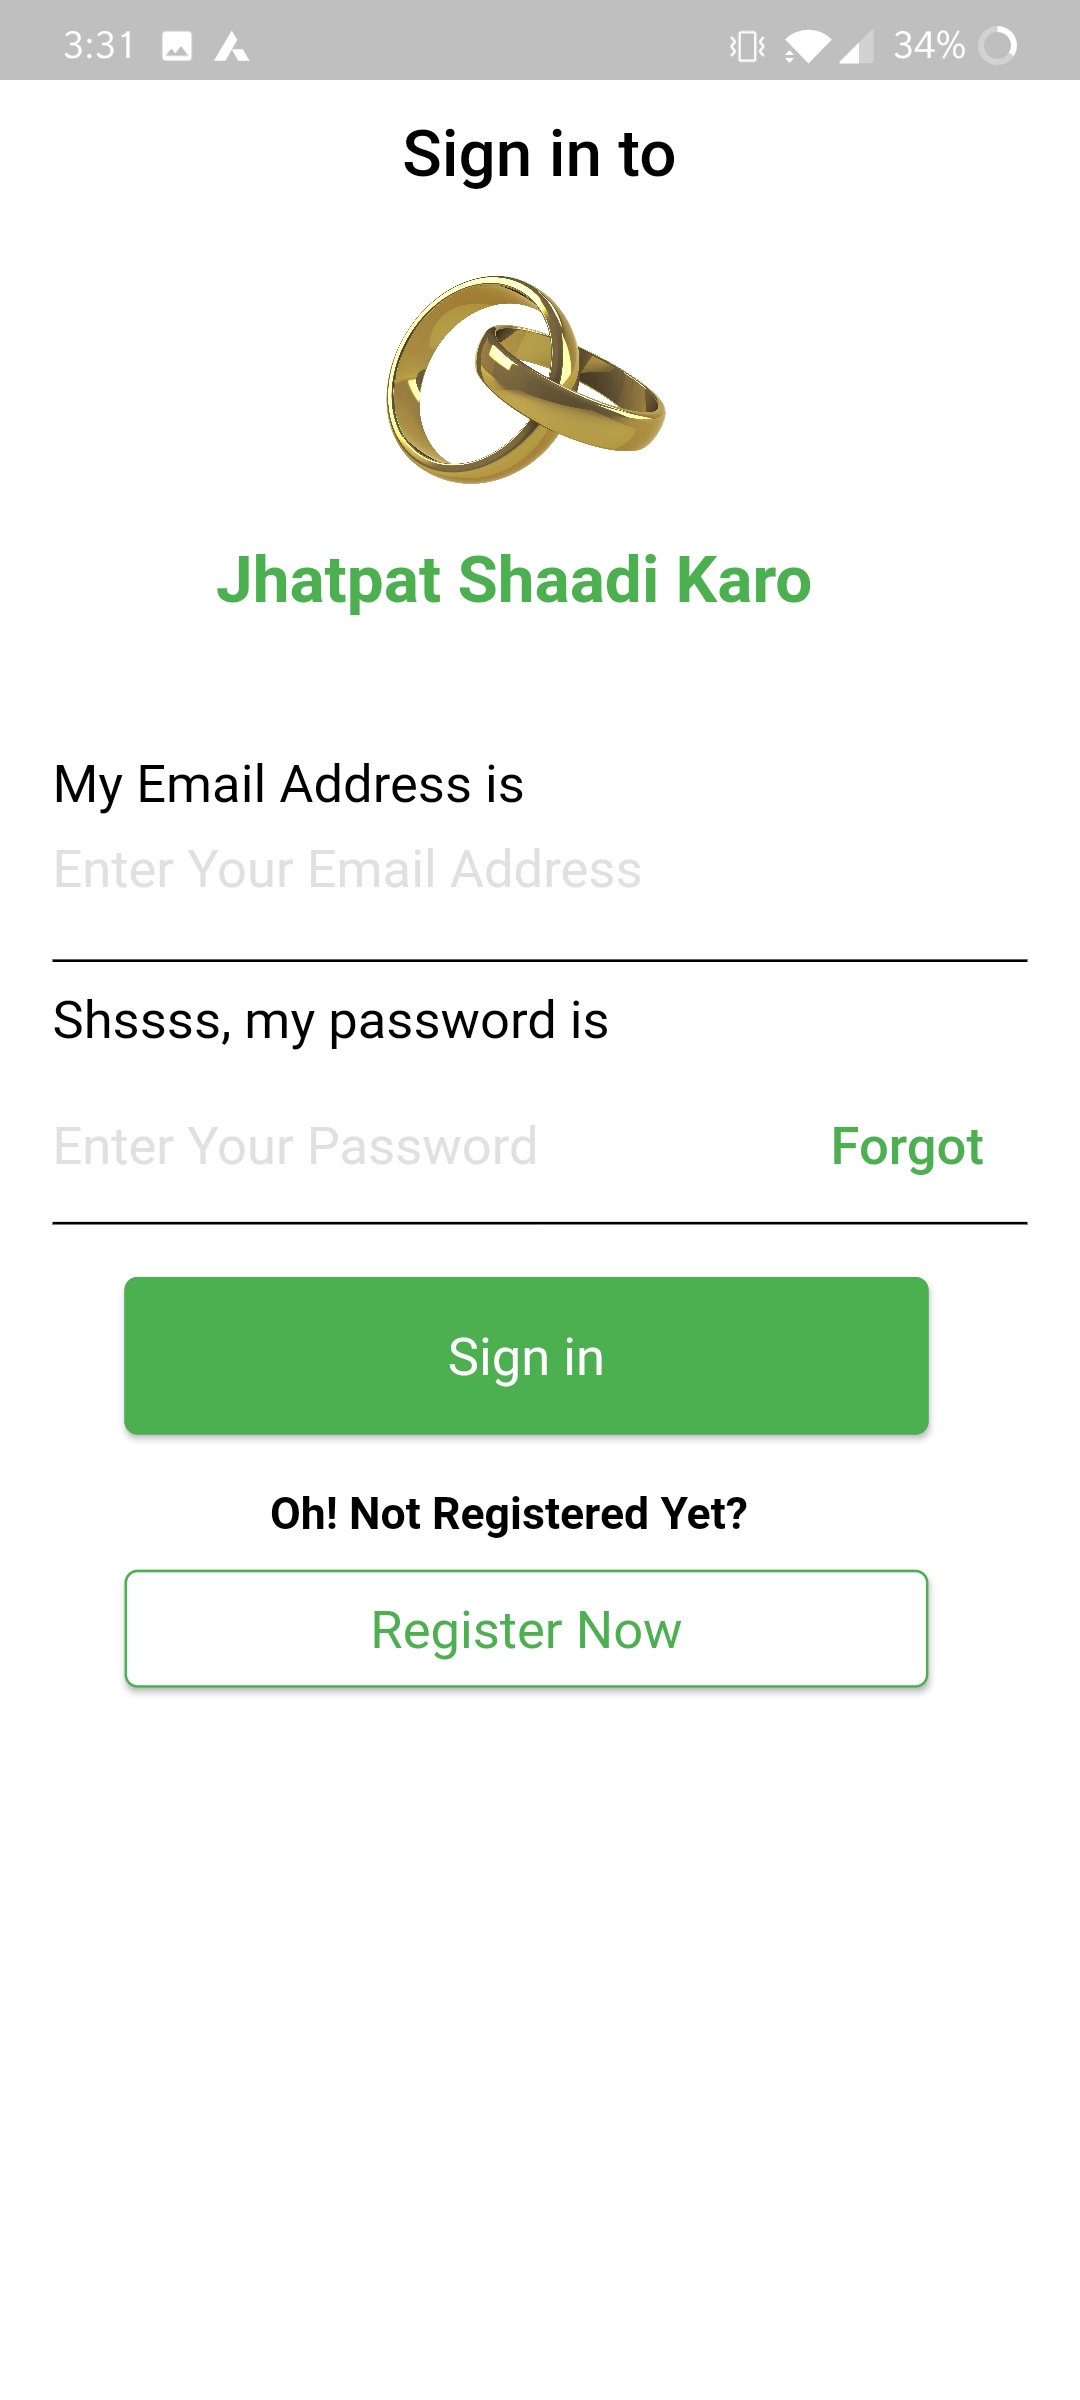 3:31
34%
Sign in to
Jhatpat Shaadi Karo
My Email Address is
Enter Your Email Address
Shssss, my password is
Enter Your Password
Forgot
Sign in
Oh! Not Registered Yet?
Register Now